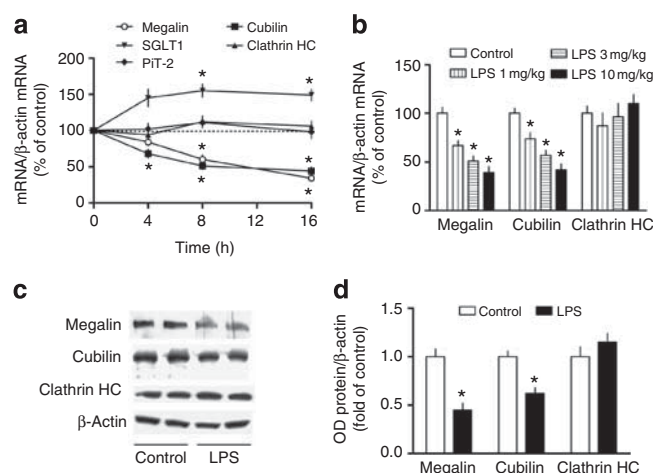 a
Megalin
SGLT1
PiT-2
Cubilin
Clathrin HC
mRNA/β-actin mRNA
(% of control)
200
150
100
50
0
* *
*
* *
* *
0 4 8 12 16
Time (h)
b
Control
LPS 1 mg/kg
LPS 3 mg/kg
LPS 10 mg/kg
mRNA/β-actin mRNA
(% of control)
150
100
50
0
* * * * * *
Megalin Cubilin Clathrin HC
c
Megalin
Cubilin
Clathrin HC
β-Actin
Control LPS
d
Control LPS
OD protein/β-actin
(fold of control)
1.5
1.0
0.5
0.0
* *
Megalin Cubilin Clathrin HC